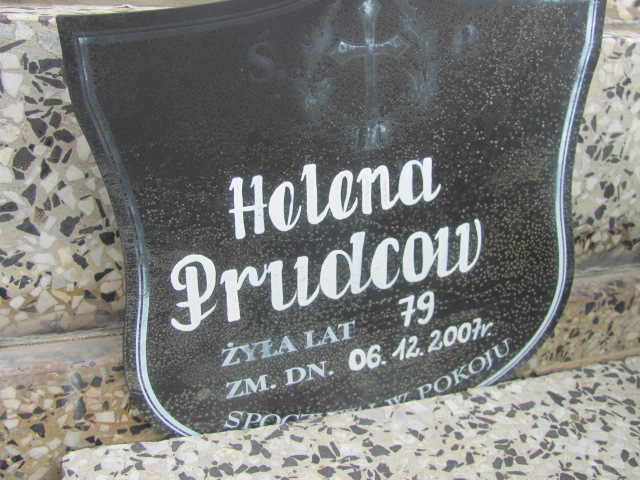 Ś. P.
Helena
Prudcow
ŻYŁA LAT 79
ZM. DN. 06.12.2007r.
POKOJU